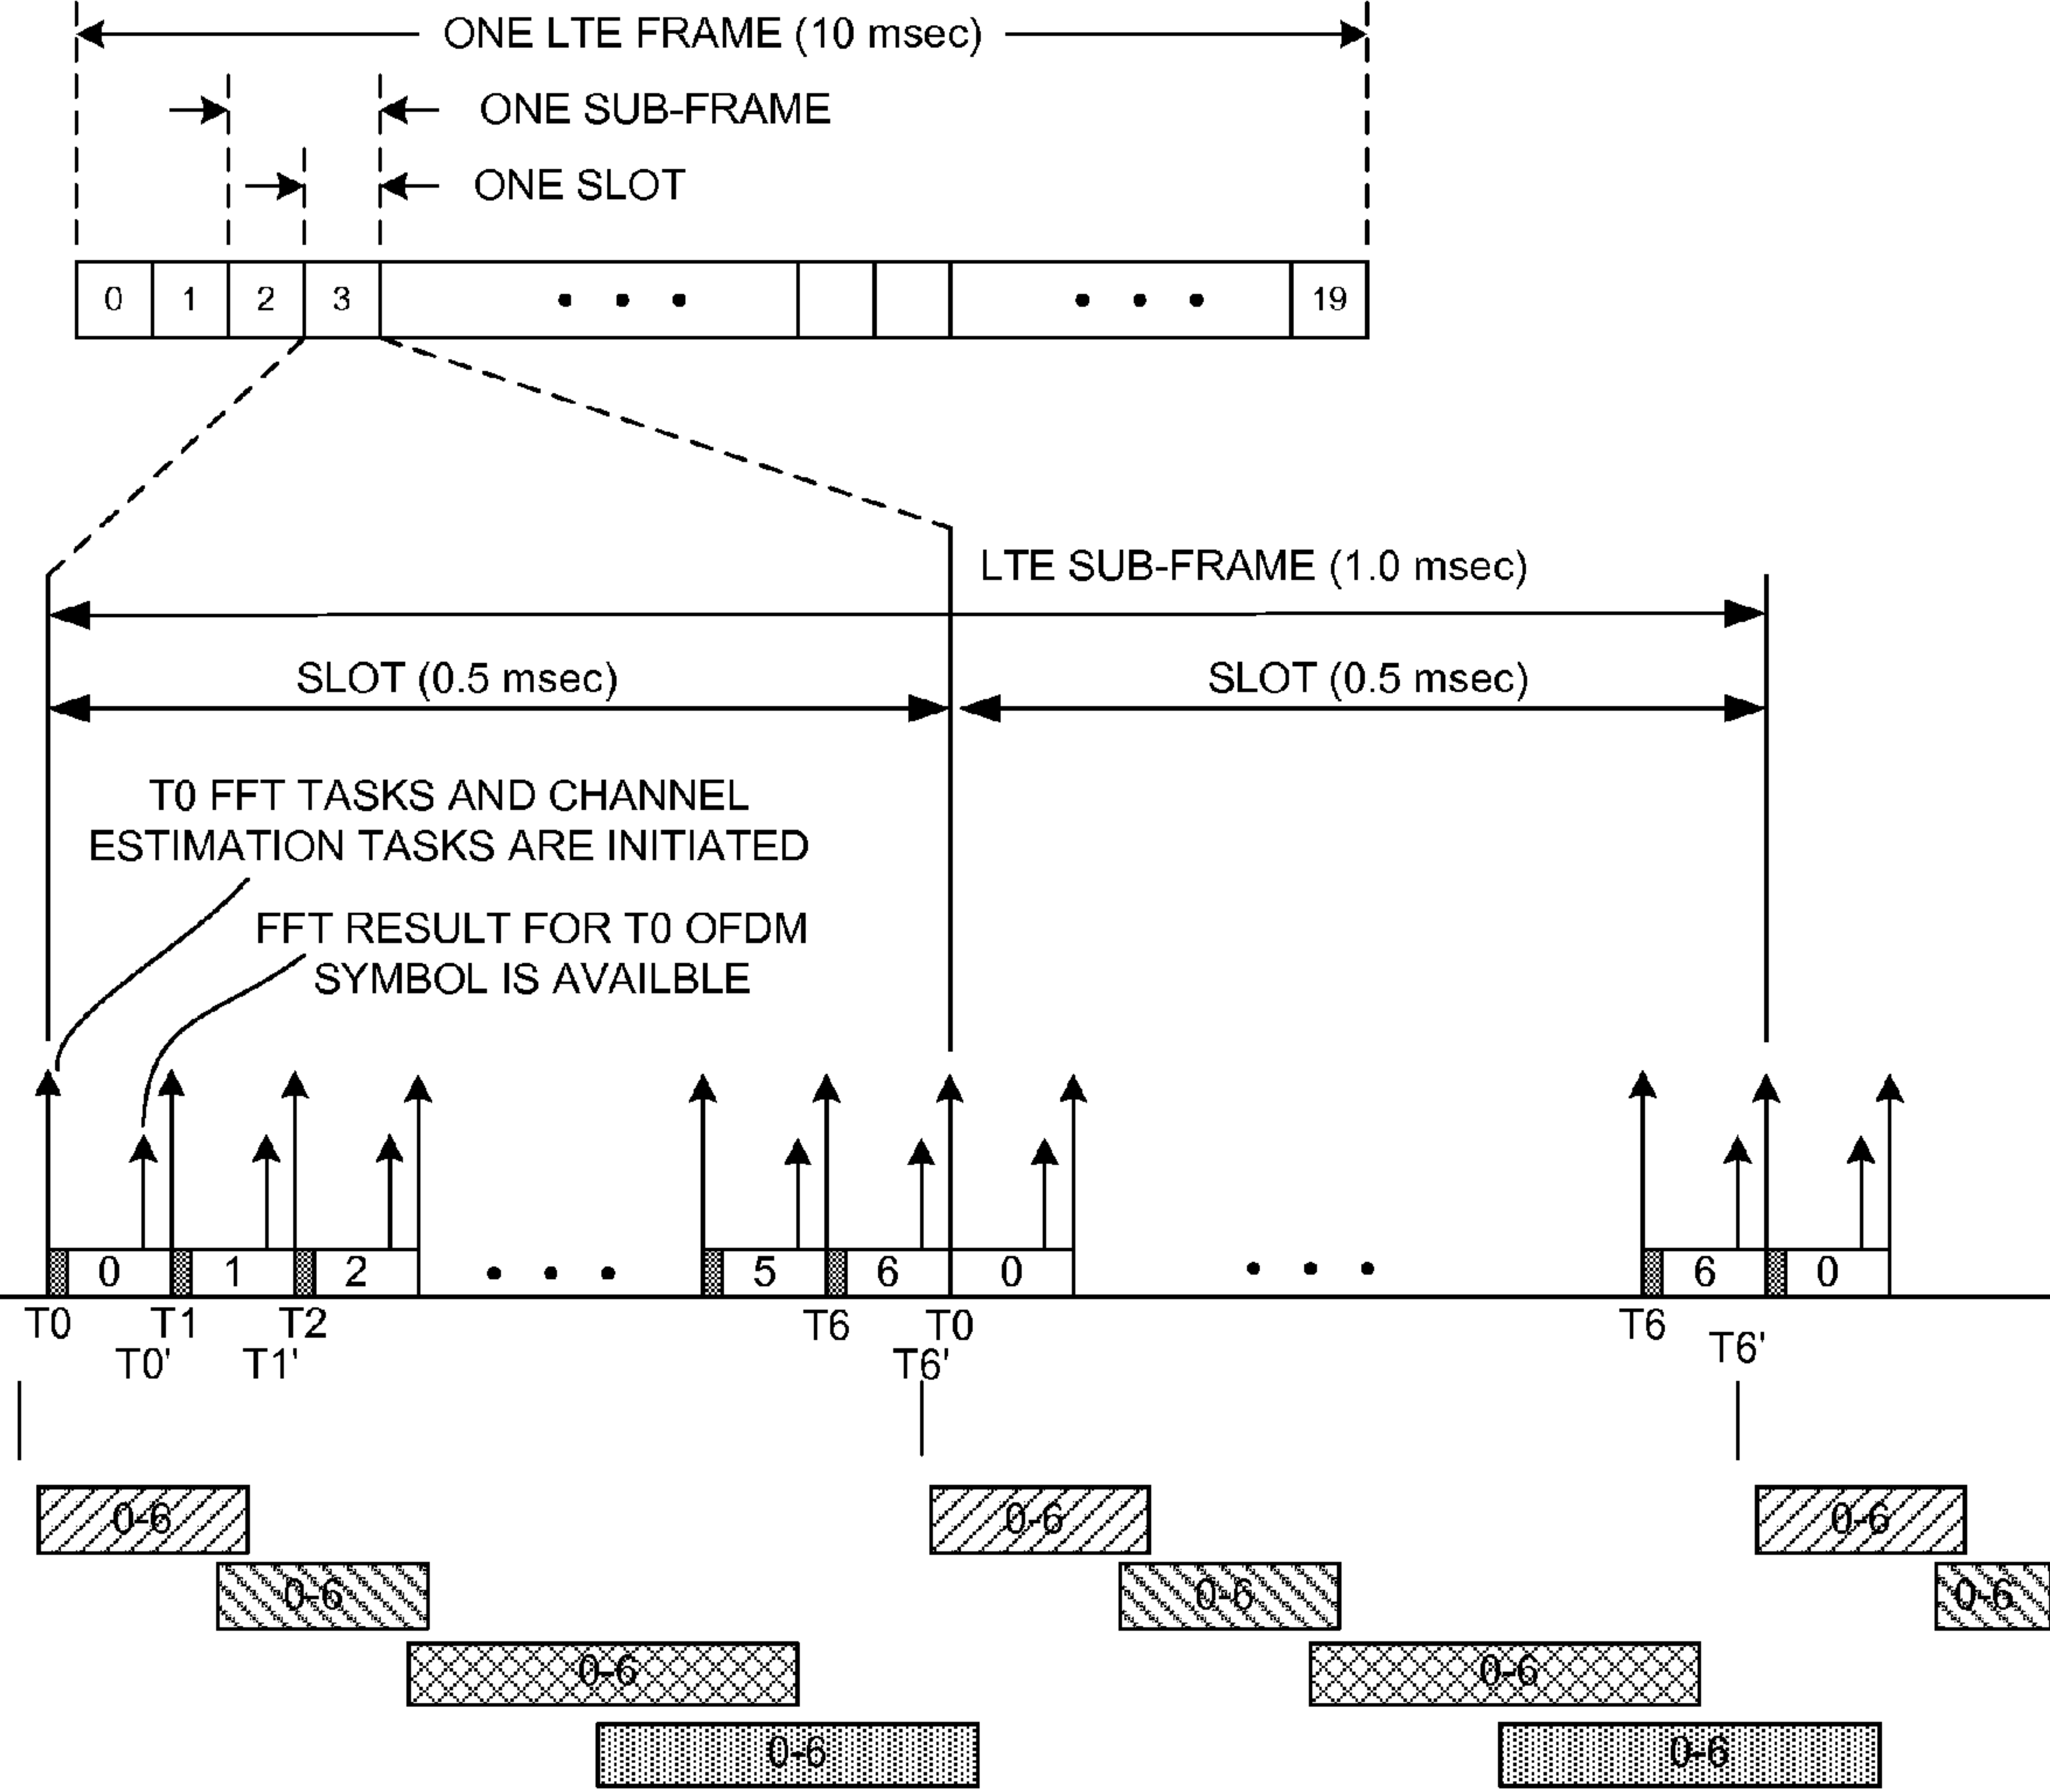 ONE LTE FRAME (10 msec)
ONE SUB-FRAME
ONE SLOT
0 1 2 3 • • • • • • 19
LTE SUB-FRAME (1.0 msec)
SLOT (0.5 msec) SLOT (0.5 msec)
T0 FFT TASKS AND CHANNEL
ESTIMATION TASKS ARE INITIATED
FFT RESULT FOR T0 OFDM
SYMBOL IS AVAILBLE
0 1 2 • • • 5 6 0 • • • 6 0
T0 T1 T2 T6 T0 T6
T0' T1' T6' T6'
0-6 0-6 0-6
0-6 0-6 0-6
0-6 0-6
0-6 0-6